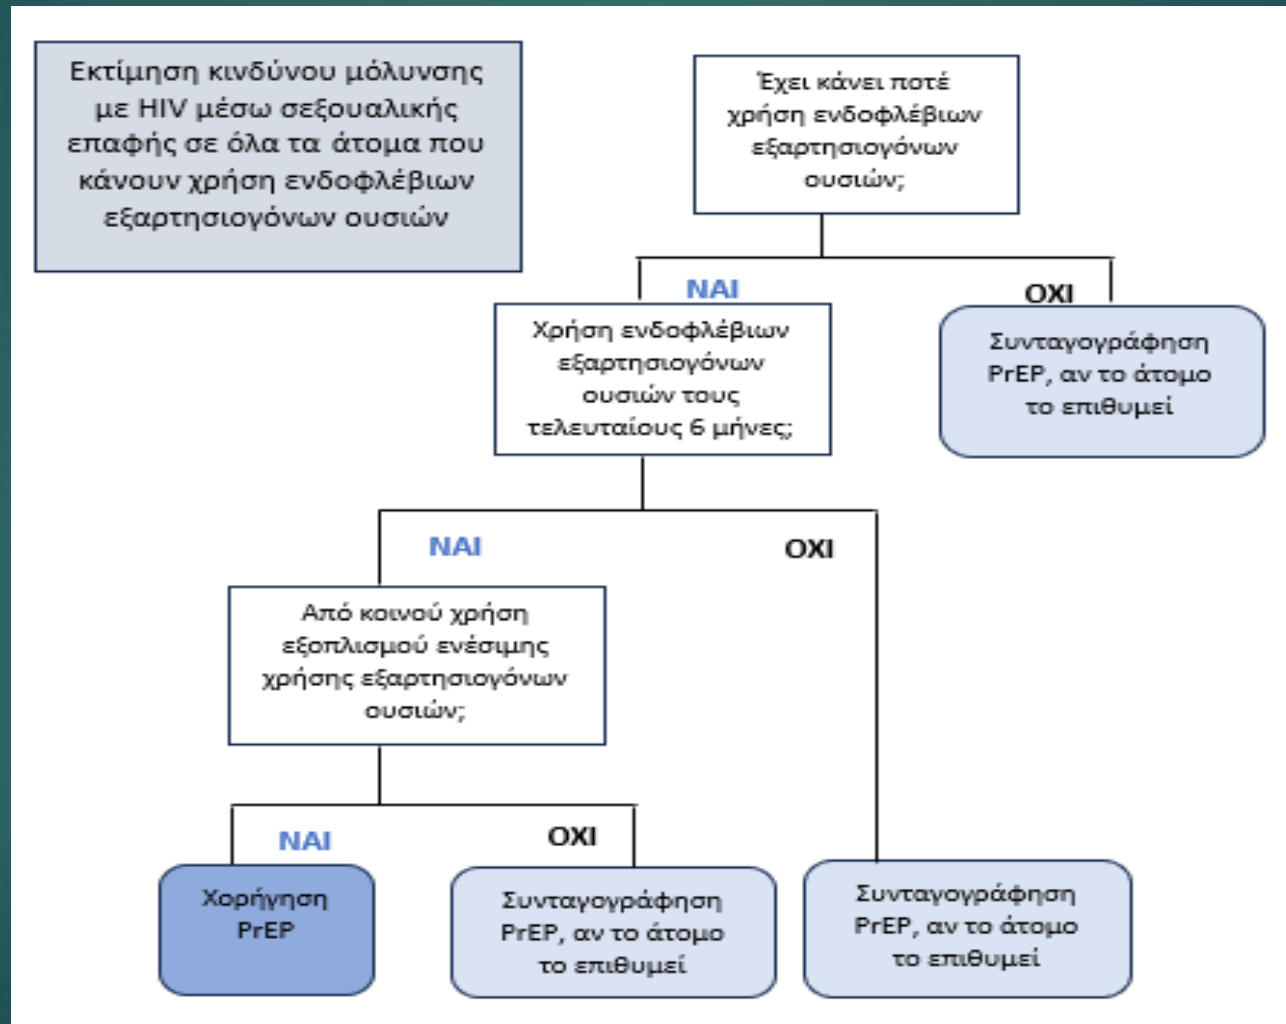 Εκτίμηση κινδύνου μόλυνσης
με HIV μέσω σεξουαλικής
επαφής σε όλα τα άτομα που
κάνουν χρήση ενδοφλέβιων
εξαρτησιογόνων ουσιών
Έχει κάνει ποτέ
χρήση ενδοφλέβιων
εξαρτησιογόνων
ουσιών;
ΝΑΙ
ΟΧΙ
Χρήση ενδοφλέβιων
εξαρτησιογόνων
ουσιών τους
τελευταίους 6 μήνες;
Συνταγογράφηση
PrEP, αν το άτομο
το επιθυμεί
ΝΑΙ
ΟΧΙ
Από κοινού χρήση
εξοπλισμού ενέσιμης
χρήσης εξαρτησιογόνων
ουσιών;
ΝΑΙ
ΟΧΙ
Χορήγηση
PrEP
Συνταγογράφηση
PrEP, αν το άτομο
το επιθυμεί
Συνταγογράφηση
PrEP, αν το άτομο
το επιθυμεί